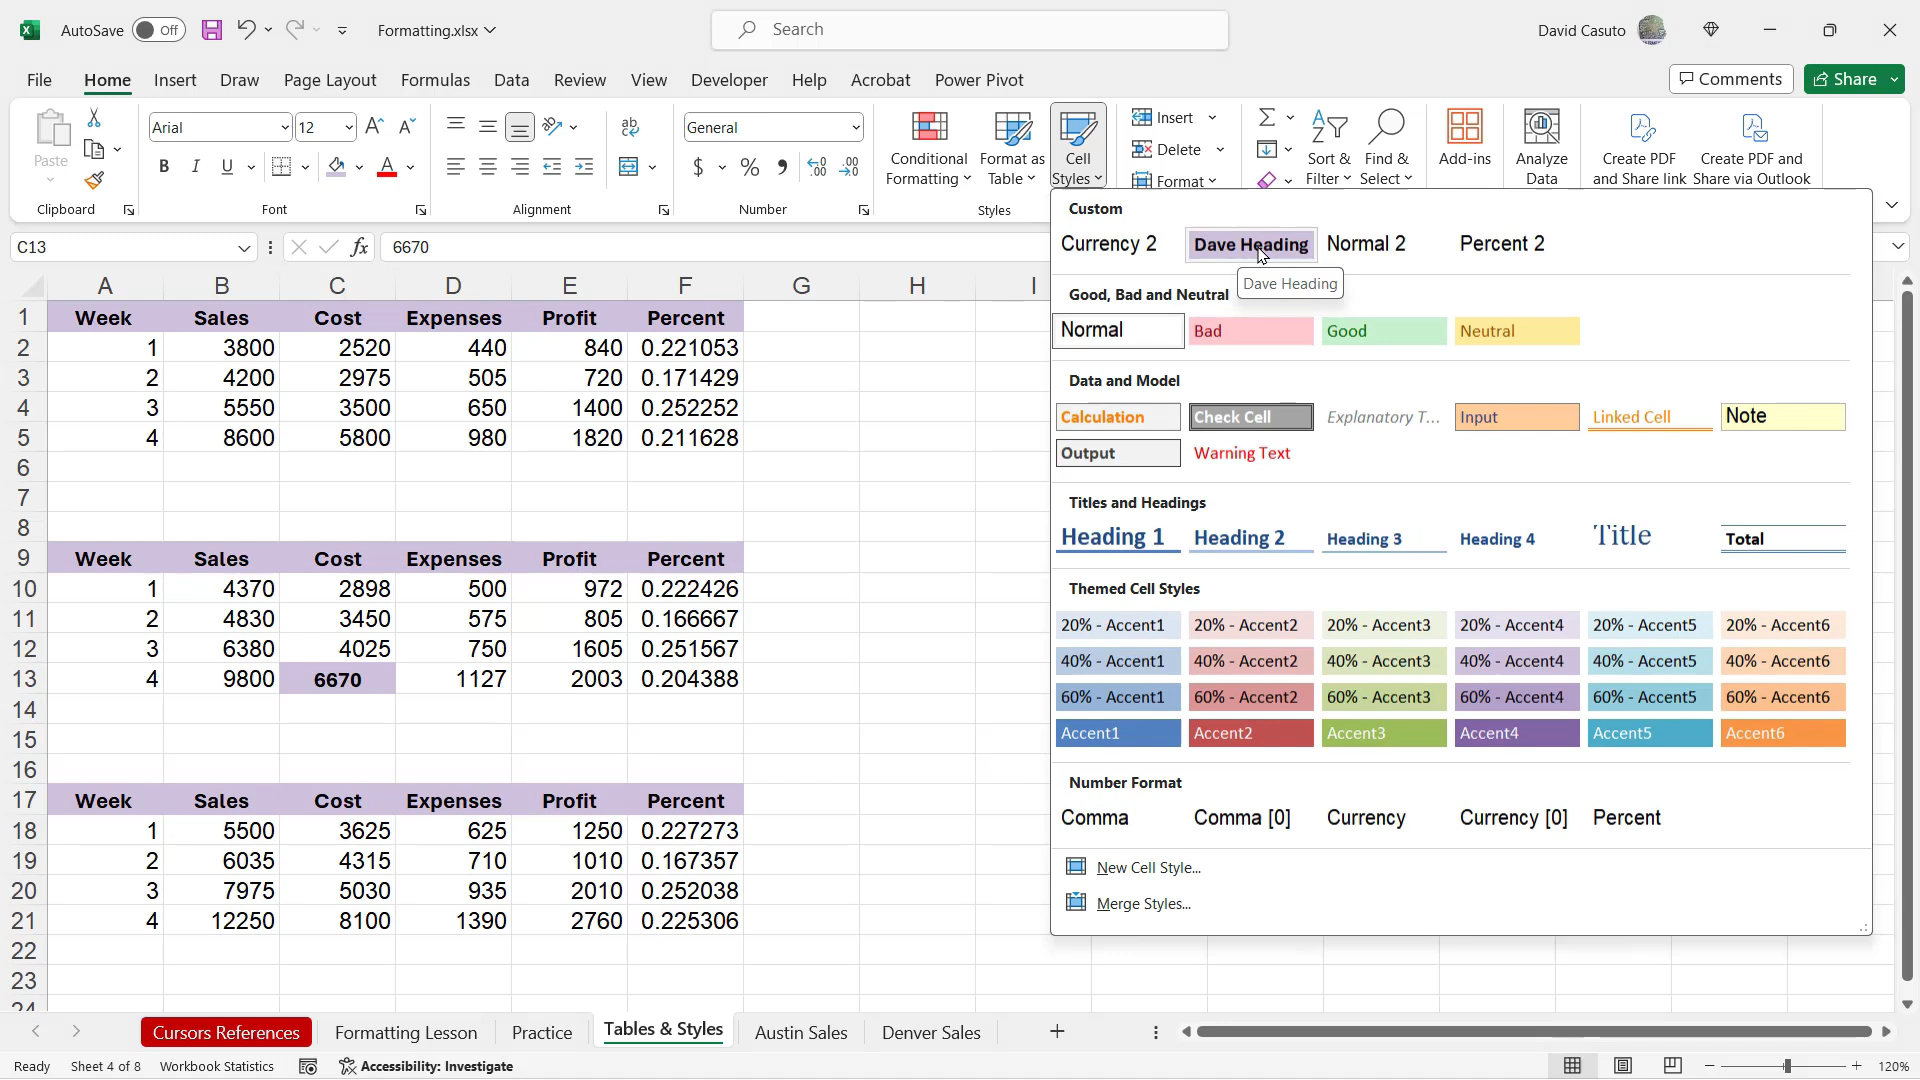 AutoSave Off Formatting.xlsx Search David Casuto
File Home Insert Draw Page Layout Formulas Data Review View Developer Help Acrobat Power Pivot Comments Share
Paste Arial 12 ab General Conditional Formatting Format as Table Cell Styles Insert Delete Format Sort & Filter Find & Select Add-ins Analyze Data Create PDF and Share link Create PDF and Share via Outlook
Clipboard Font Alignment Number Styles
C13 fx 6670
A B C D E F G H I
1 Week Sales Cost Expenses Profit Percent
2 1 3800 2520 440 840 0.221053
3 2 4200 2975 505 720 0.171429
4 3 5550 3500 650 1400 0.252252
5 4 8600 5800 980 1820 0.211628
6
7
8
9 Week Sales Cost Expenses Profit Percent
10 1 4370 2898 500 972 0.222426
11 2 4830 3450 575 805 0.166667
12 3 6380 4025 750 1605 0.251567
13 4 9800 6670 1127 2003 0.204388
14
15
16
17 Week Sales Cost Expenses Profit Percent
18 1 5500 3625 625 1250 0.227273
19 2 6035 4315 710 1010 0.167357
20 3 7975 5030 935 2010 0.252038
21 4 12250 8100 1390 2760 0.225306
22
23
24
Custom
Currency 2 Dave Heading Normal 2 Percent 2
Dave Heading
Good, Bad and Neutral
Normal Bad Good Neutral
Data and Model
Calculation Check Cell Explanatory T... Input Linked Cell Note
Output Warning Text
Titles and Headings
Heading 1 Heading 2 Heading 3 Heading 4 Title Total
Themed Cell Styles
20% - Accent1 20% - Accent2 20% - Accent3 20% - Accent4 20% - Accent5 20% - Accent6
40% - Accent1 40% - Accent2 40% - Accent3 40% - Accent4 40% - Accent5 40% - Accent6
60% - Accent1 60% - Accent2 60% - Accent3 60% - Accent4 60% - Accent5 60% - Accent6
Accent1 Accent2 Accent3 Accent4 Accent5 Accent6
Number Format
Comma Comma [0] Currency Currency [0] Percent
New Cell Style...
Merge Styles...
Cursors References Formatting Lesson Practice Tables & Styles Austin Sales Denver Sales
Ready Sheet 4 of 8 Workbook Statistics Accessibility: Investigate 120%